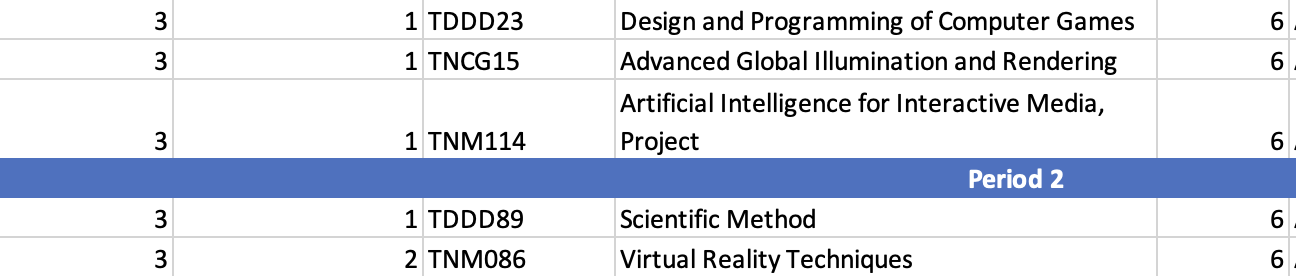 3 1 TDDD23 Design and Programming of Computer Games 6
3 1 TNCG15 Advanced Global Illumination and Rendering 6
Artificial Intelligence for Interactive Media,
3 1 TNM114 Project 6
Period 2
3 1 TDDD89 Scientific Method 6
3 2 TNM086 Virtual Reality Techniques 6